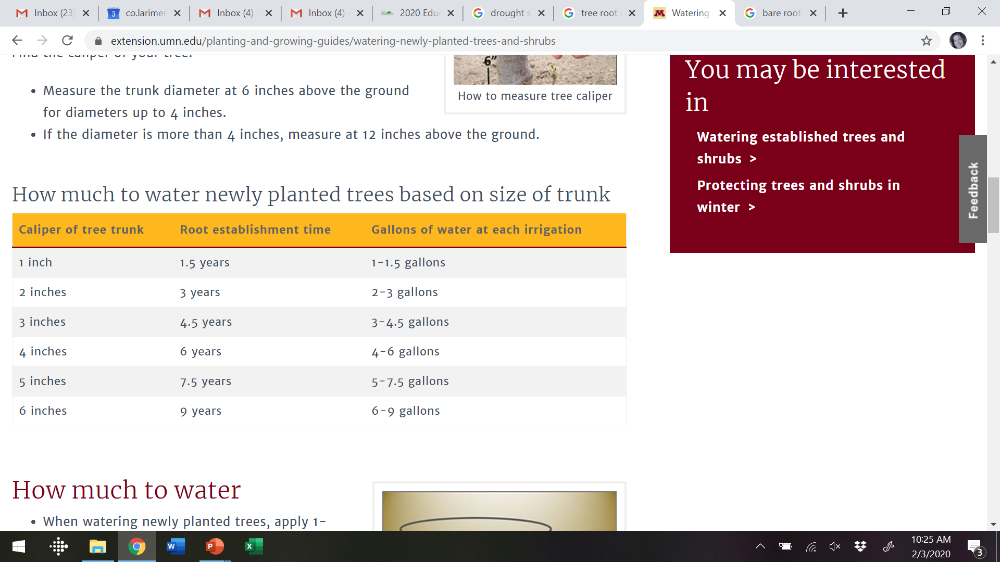 Inbox (23)
co.larimer
Inbox (4) -
Inbox (4) -
2020 Educ
drought s
tree root s
Watering
bare root
extension.umn.edu/planting-and-growing-guides/watering-newly-planted-trees-and-shrubs
Find the caliper of your tree.
Measure the trunk diameter at 6 inches above the ground
for diameters up to 4 inches.
If the diameter is more than 4 inches, measure at 12 inches above the ground.
6"
How to measure tree caliper
You may be interested
in
Watering established trees and
shrubs >
Protecting trees and shrubs in
winter >
Feedback
How much to water newly planted trees based on size of trunk
Caliper of tree trunk Root establishment time Gallons of water at each irrigation
1 inch 1.5 years 1-1.5 gallons
2 inches 3 years 2-3 gallons
3 inches 4.5 years 3-4.5 gallons
4 inches 6 years 4-6 gallons
5 inches 7.5 years 5-7.5 gallons
6 inches 9 years 6-9 gallons
How much to water
When watering newly planted trees, apply 1-
10:25 AM
2/3/2020
3